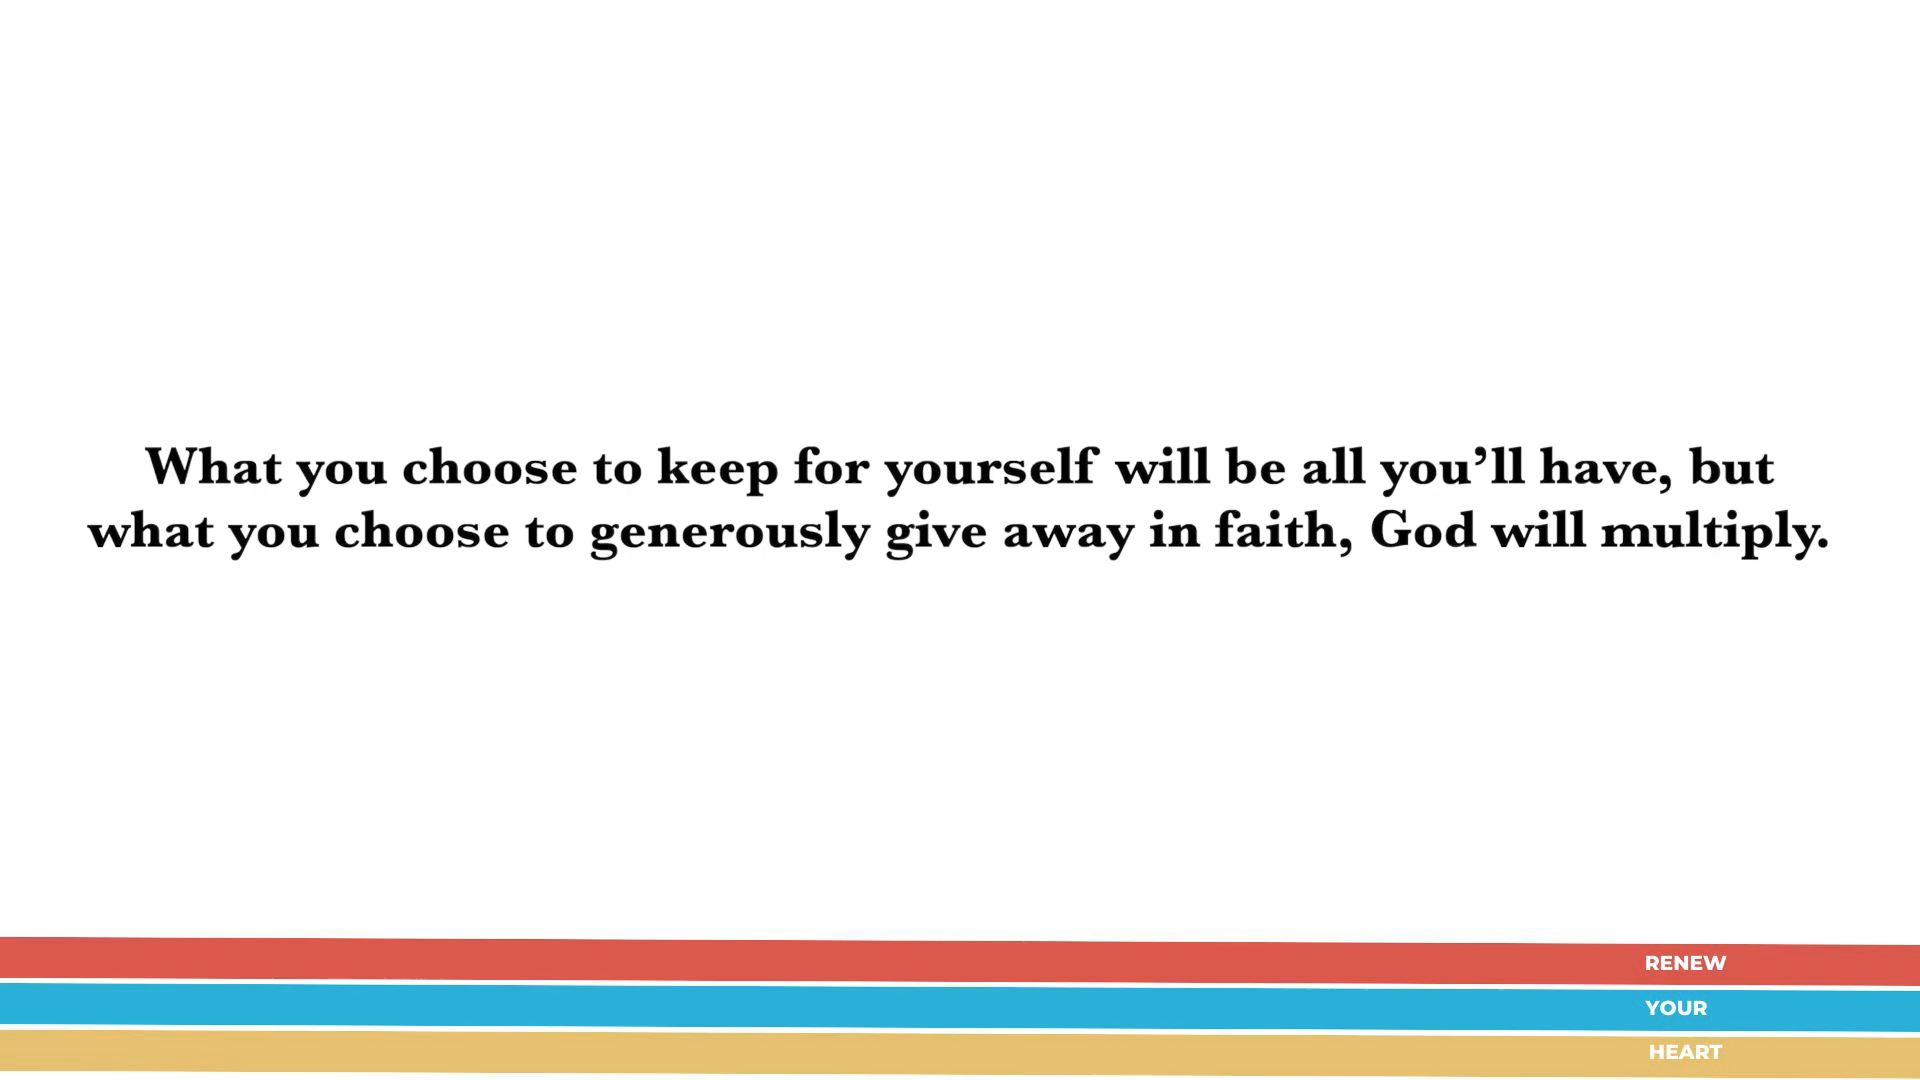 What you choose to keep for yourself will be all you’ll have, but
what you choose to generously give away in faith, God will multiply.
RENEW
YOUR
HEART